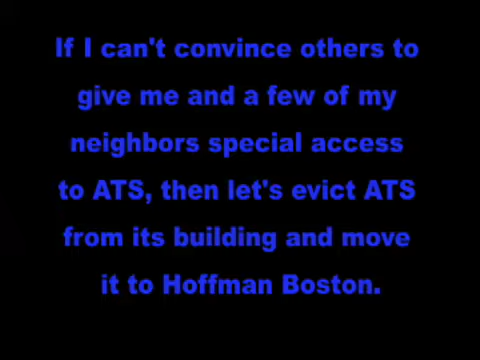 If I can't convince others to
give me and a few of my
neighbors special access
to ATS, then let's evict ATS
from its building and move
it to Hoffman Boston.